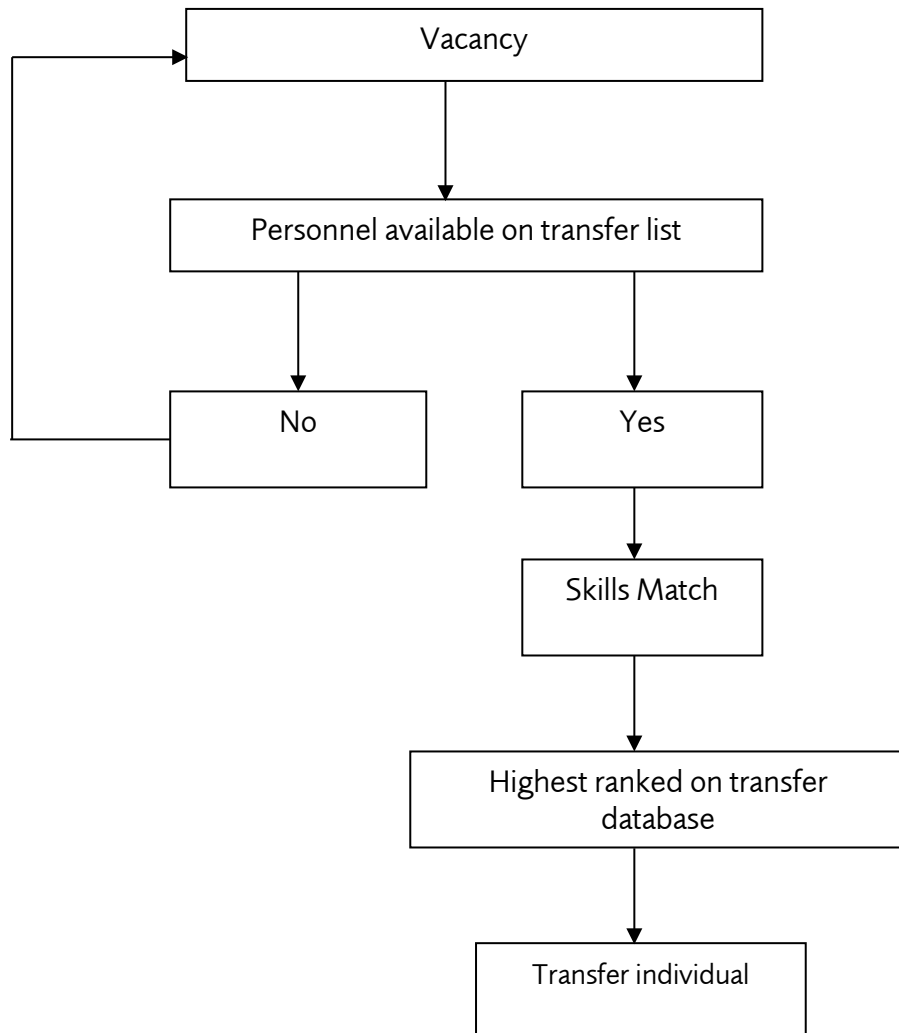 Vacancy
Personnel available on transfer list
No
Yes
Skills Match
Highest ranked on transfer
database
Transfer individual